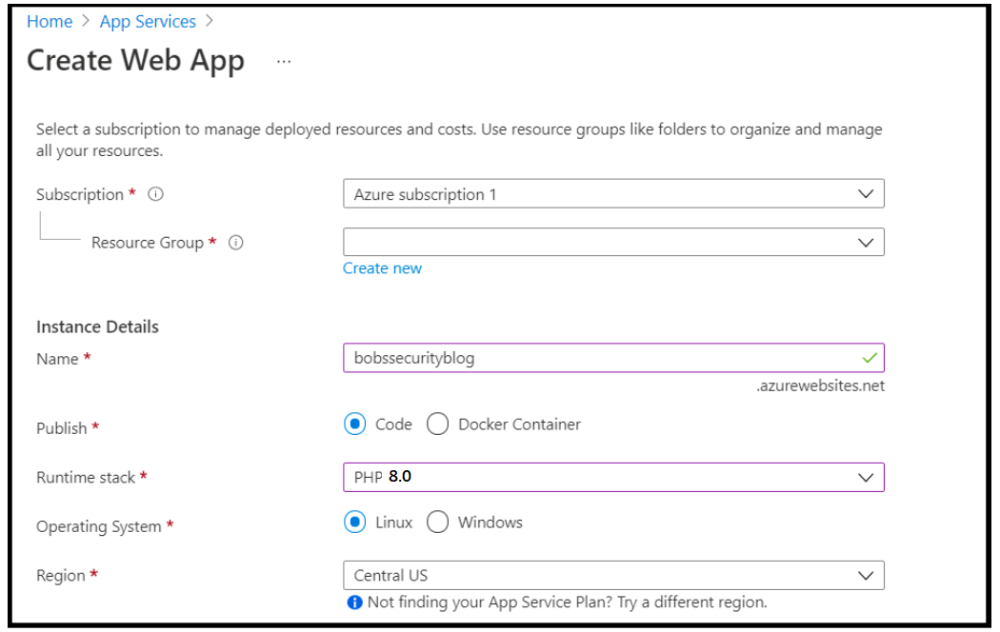 Home > App Services >
Create Web App ...
Select a subscription to manage deployed resources and costs. Use resource groups like folders to organize and manage
all your resources.
Subscription * Azure subscription 1
Resource Group *
Create new
Instance Details
Name * bobssecurityblog
.azurewebsites.net
Publish * Code Docker Container
Runtime stack * PHP 8.0
Operating System * Linux Windows
Region * Central US
Not finding your App Service Plan? Try a different region.